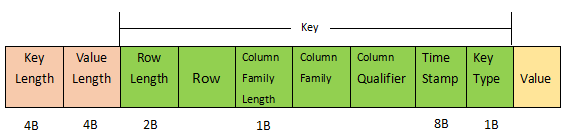 Key
Key Length
Value Length
Row Length
Row
Column Family Length
Column Family
Column Qualifier
Time Stamp
Key Type
Value
4B
4B
2B
1B
8B
1B